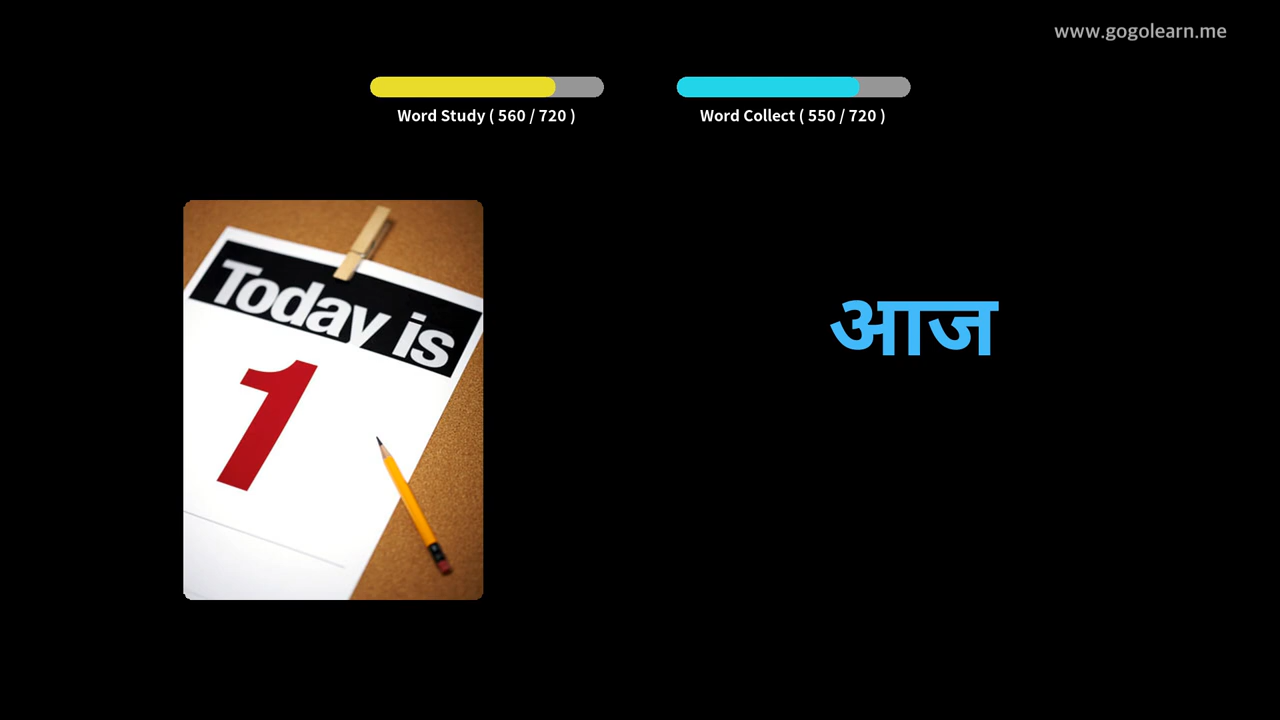 www.gogolearn.me
Word Study ( 560 / 720 )
Word Collect ( 550 / 720 )
Today is
1
आज